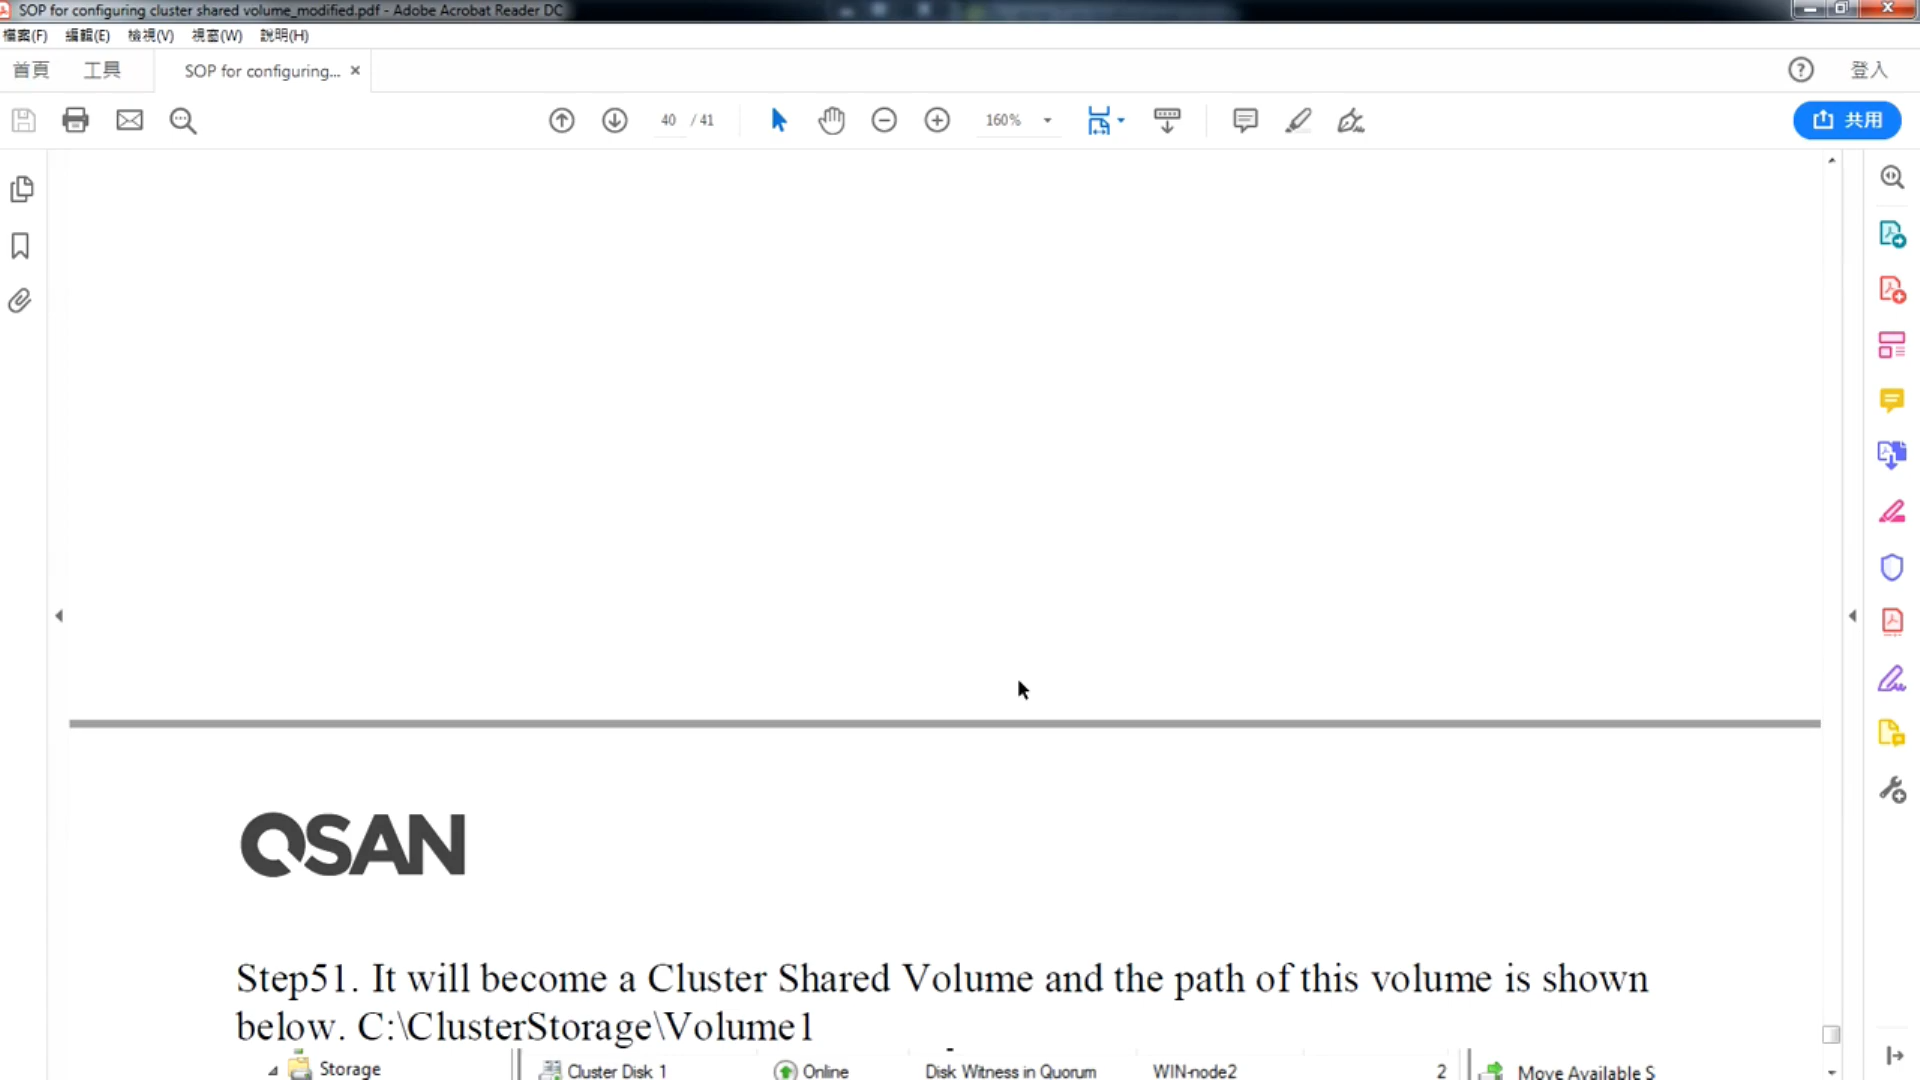 SOP for configuring cluster shared volume_modified.pdf - Adobe Acrobat Reader DC
檔案(F) 編輯(E) 檢視(V) 視窗(W) 說明(H)
首頁 工具 SOP for configuring... × ? 登入
40 / 41 160% 共用
QSAN
Step51. It will become a Cluster Shared Volume and the path of this volume is shown
below. C:\ClusterStorage\Volume1
Storage Cluster Disk 1 Online Disk Witness in Quorum WIN-node2 2 Move Available S